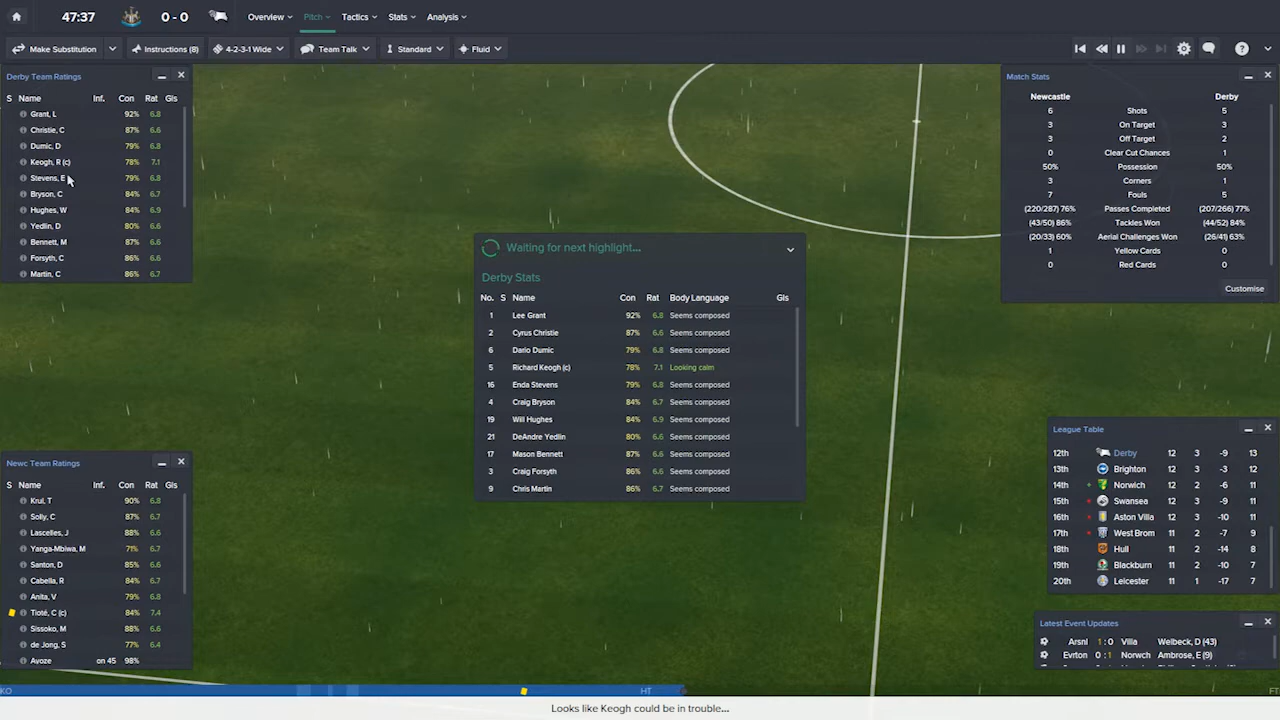 47:37 0 - 0 Overview Pitch Tactics Stats Analysis
Make Substitution Instructions (8) 4-2-3-1 Wide Team Talk Standard Fluid
Derby Team Ratings
S Name Inf. Con Rat Gls
Grant, L 92% 6.8
Christie, C 87% 6.6
Dumic, D 79% 6.8
Keogh, R (c) 78% 7.1
Stevens, E 79% 6.8
Bryson, C 84% 6.7
Hughes, W 84% 6.9
Yedlin, D 80% 6.6
Bennett, M 87% 6.6
Forsyth, C 86% 6.6
Martin, C 86% 6.7
Match Stats
Newcastle Derby
6 Shots 5
3 On Target 3
3 Off Target 2
0 Clear Cut Chances 1
50% Possession 50%
3 Corners 1
7 Fouls 5
(220/287) 76% Passes Completed (207/266) 77%
(43/50) 86% Tackles Won (44/52) 84%
(20/33) 60% Aerial Challenges Won (26/41) 63%
1 Yellow Cards 0
0 Red Cards 0
Customise
Waiting for next highlight...
Derby Stats
No. S Name Con Rat Body Language Gls
1 Lee Grant 92% 6.8 Seems composed
2 Cyrus Christie 87% 6.6 Seems composed
6 Dario Dumic 79% 6.8 Seems composed
5 Richard Keogh (c) 78% 7.1 Looking calm
16 Enda Stevens 79% 6.8 Seems composed
4 Craig Bryson 84% 6.7 Seems composed
19 Will Hughes 84% 6.9 Seems composed
21 DeAndre Yedlin 80% 6.6 Seems composed
17 Mason Bennett 87% 6.6 Seems composed
3 Craig Forsyth 86% 6.6 Seems composed
9 Chris Martin 86% 6.7 Seems composed
Newc Team Ratings
S Name Inf. Con Rat Gls
Krul, T 90% 6.8
Solly, C 87% 6.7
Lascelles, J 88% 6.6
Yanga-Mbiwa, M 71% 6.7
Santon, D 85% 6.6
Cabella, R 84% 6.7
Anita, V 79% 6.8
Tioté, C (c) 84% 7.4
Sissoko, M 88% 6.6
de Jong, S 77% 6.4
Ayoze on 45 98%
League Table
12th Derby 12 3 -9 13
13th Brighton 12 3 -3 12
14th Norwich 12 2 -6 11
15th Swansea 12 3 -9 11
16th Aston Villa 12 3 -10 11
17th West Brom 11 2 -7 9
18th Hull 11 2 -14 8
19th Blackburn 11 2 -10 7
20th Leicester 11 1 -17 7
Latest Event Updates
Arsnl 1 : 0 Villa Welbeck, D (43)
Evrton 0 : 1 Norwch Ambrose, E (9)
KO HT FT
Looks like Keogh could be in trouble...